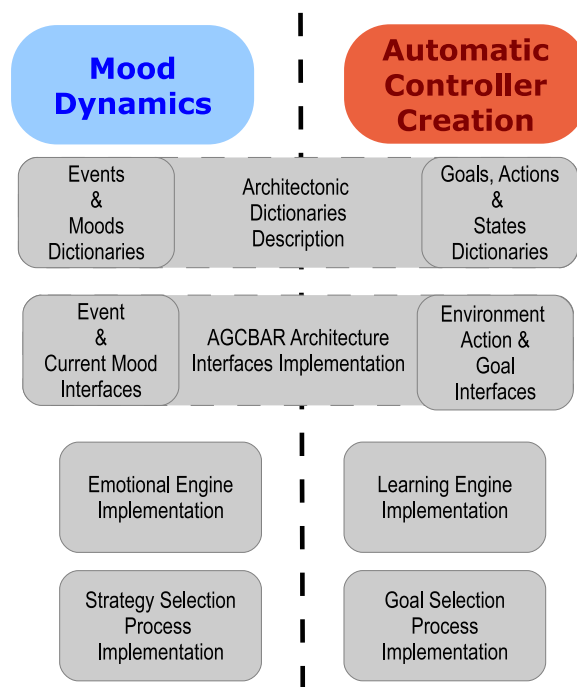 Mood
Dynamics
Automatic
Controller
Creation
Events
&
Moods
Dictionaries
Architectonic
Dictionaries
Description
Goals, Actions
&
States
Dictionaries
Event
&
Current Mood
Interfaces
AGCBAR Architecture
Interfaces Implementation
Environment
Action &
Goal
Interfaces
Emotional Engine
Implementation
Learning Engine
Implementation
Strategy Selection
Process
Implementation
Goal Selection
Process
Implementation